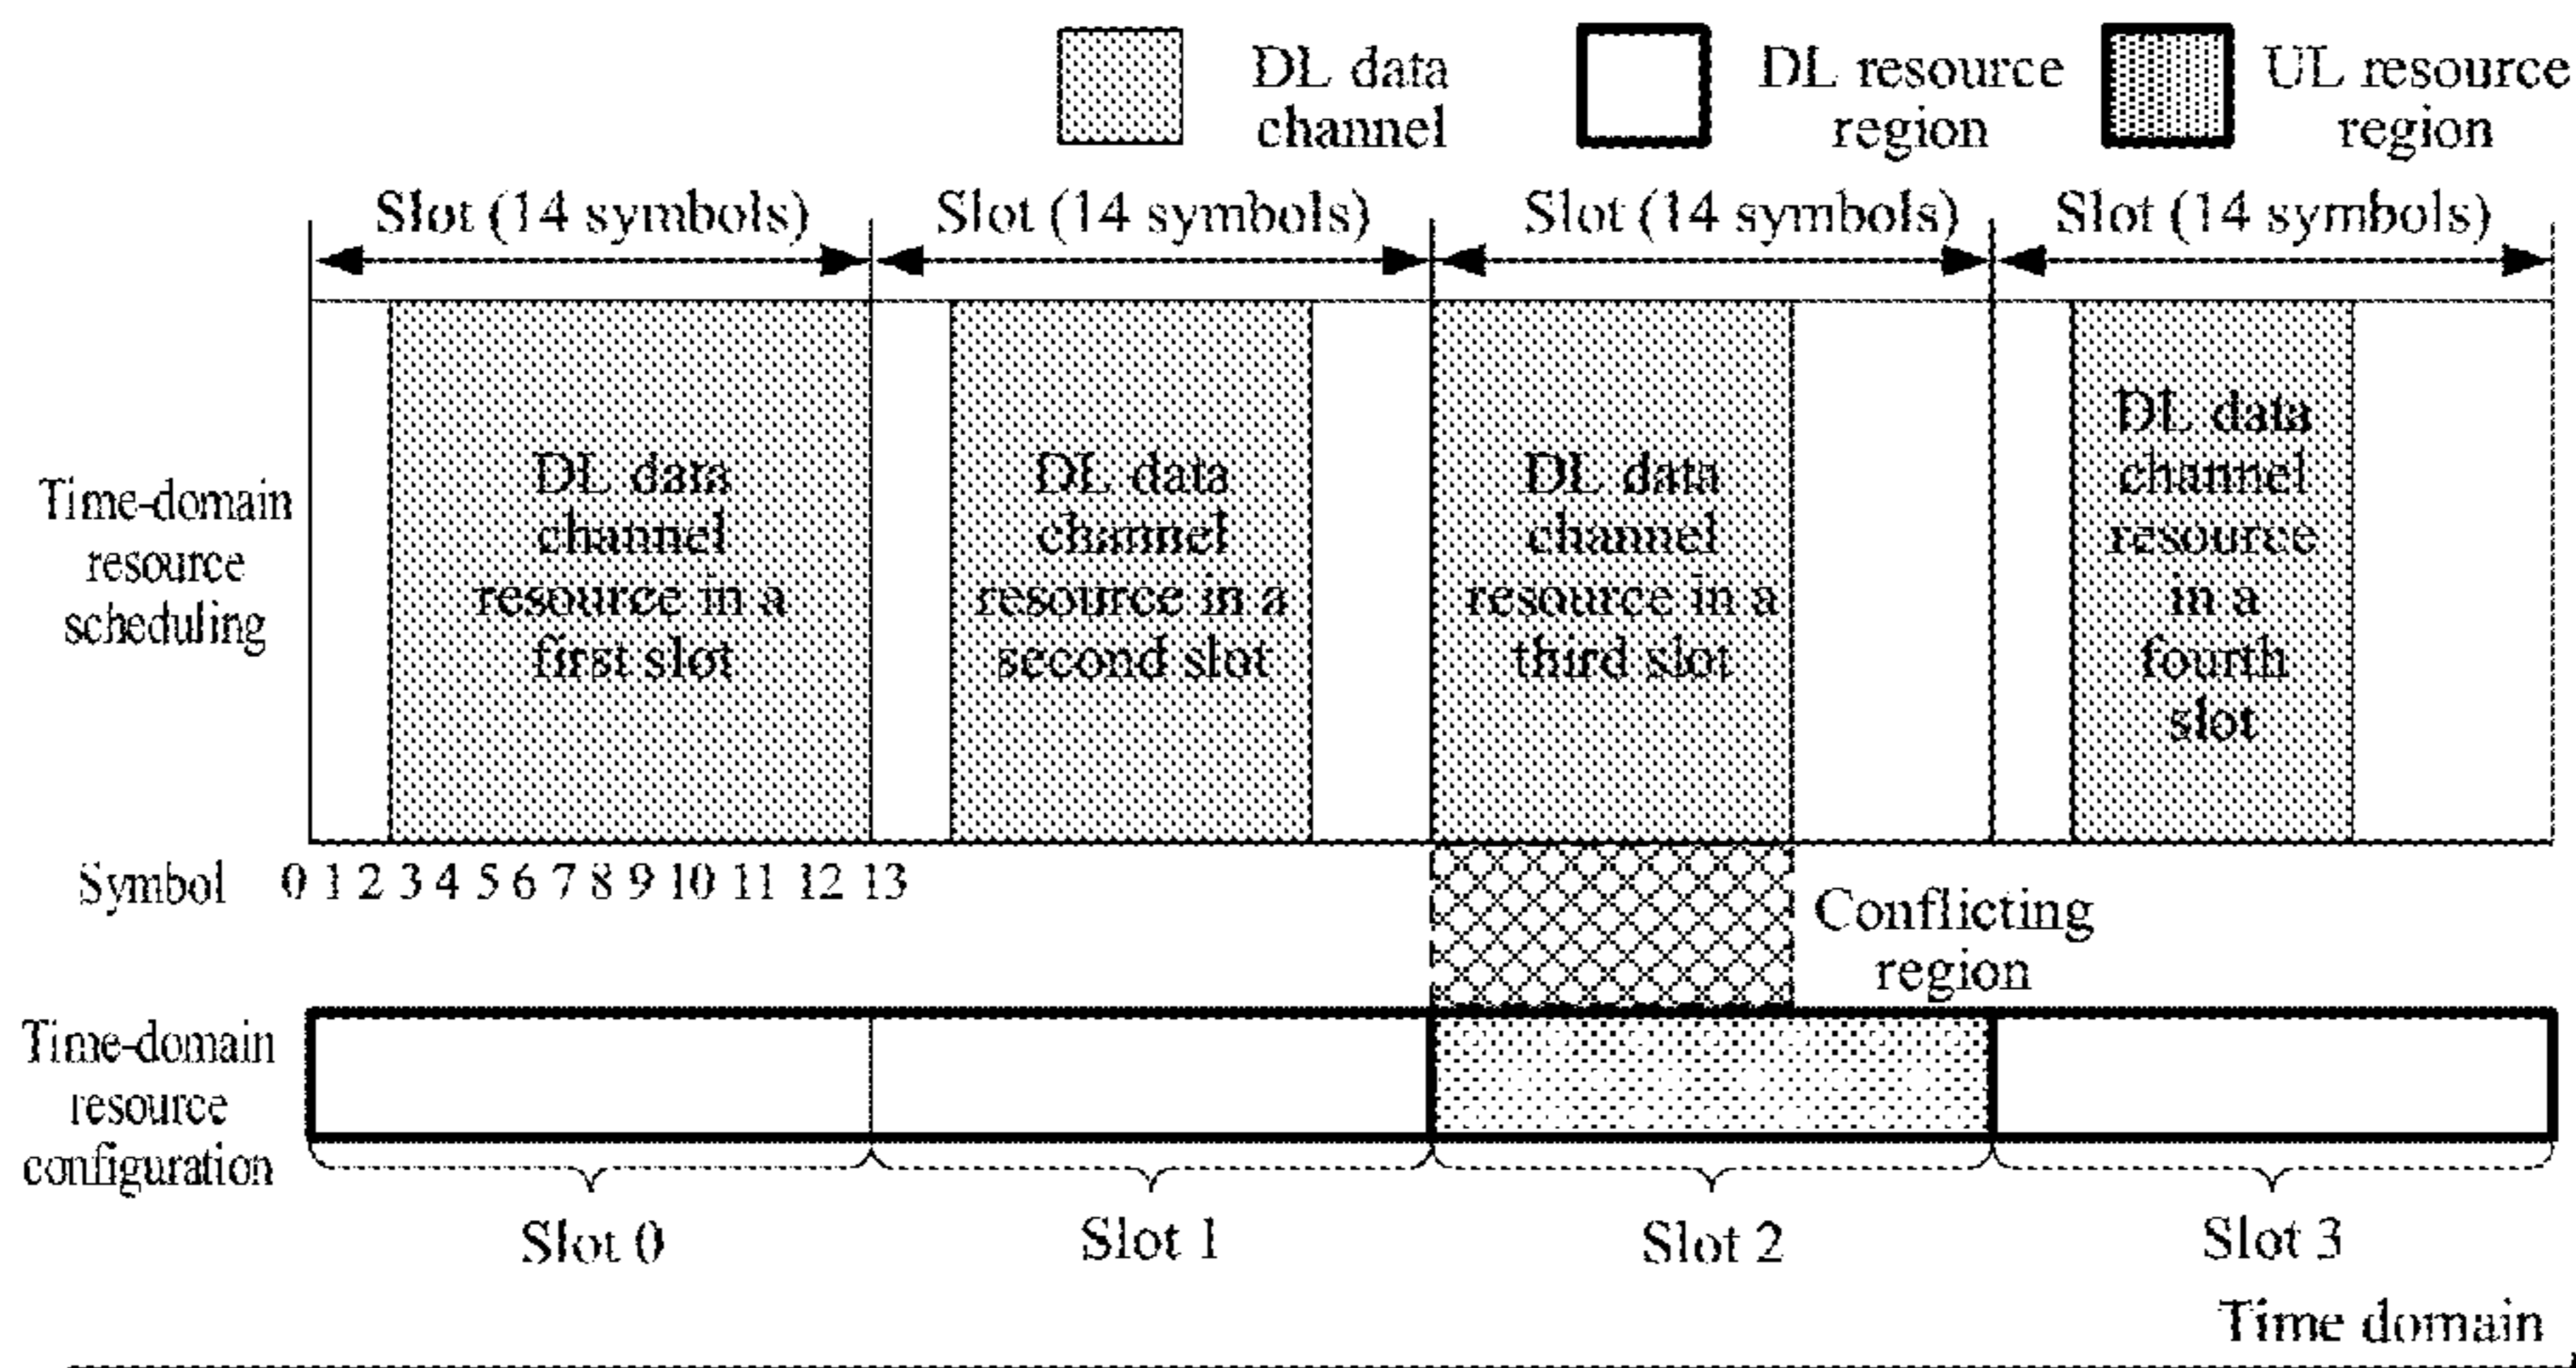 DL data
channel
DL resource
region
UL resource
region
Slot (14 symbols) Slot (14 symbols) Slot (14 symbols) Slot (14 symbols)
Time-domain
resource
scheduling
DL data
channel
resource in a
first slot
DL data
channel
resource in a
second slot
DL data
channel
resource in a
third slot
DL data
channel
resource
in a
fourth
slot
Symbol 0 1 2 3 4 5 6 7 8 9 10 11 12 13
Conflicting
region
Time-domain
resource
configuration
Slot 0 Slot 1 Slot 2 Slot 3
Time domain